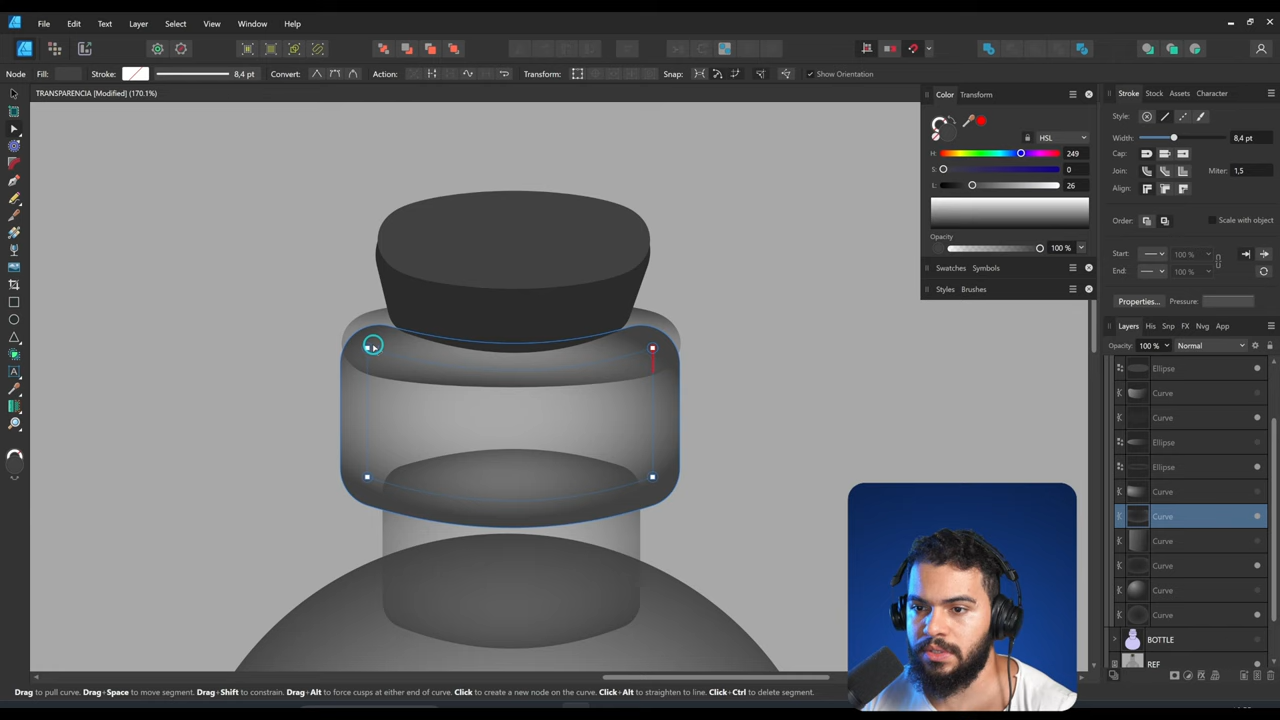 File Edit Text Layer Select View Window Help
Node Fill: Stroke: 8,4 pt Convert: Action: Transform: Snap: Show Orientation
TRANSPARENCIA [Modified] (170.1%)
Color Transform
HSL
H: 249
S: 0
L: 26
Opacity
100 %
Swatches Symbols
Styles Brushes
Stroke Stock Assets Character
Style:
Width: 8,4 pt
Cap:
Join: Miter: 1,5
Align:
Order: Scale with object
Start: 100 %
End: 100 %
Properties... Pressure:
Layers His Snp FX Nvg App
Opacity: 100 % Normal
Ellipse
Curve
Curve
Ellipse
Ellipse
Curve
Curve
Curve
Curve
Curve
Curve
BOTTLE
REF
Drag to pull curve. Drag+Space to move segment. Drag+Shift to constrain. Drag+Alt to force cusps at either end of curve. Click to create a new node on the curve. Click+Alt to straighten to line. Click+Ctrl to delete segment.